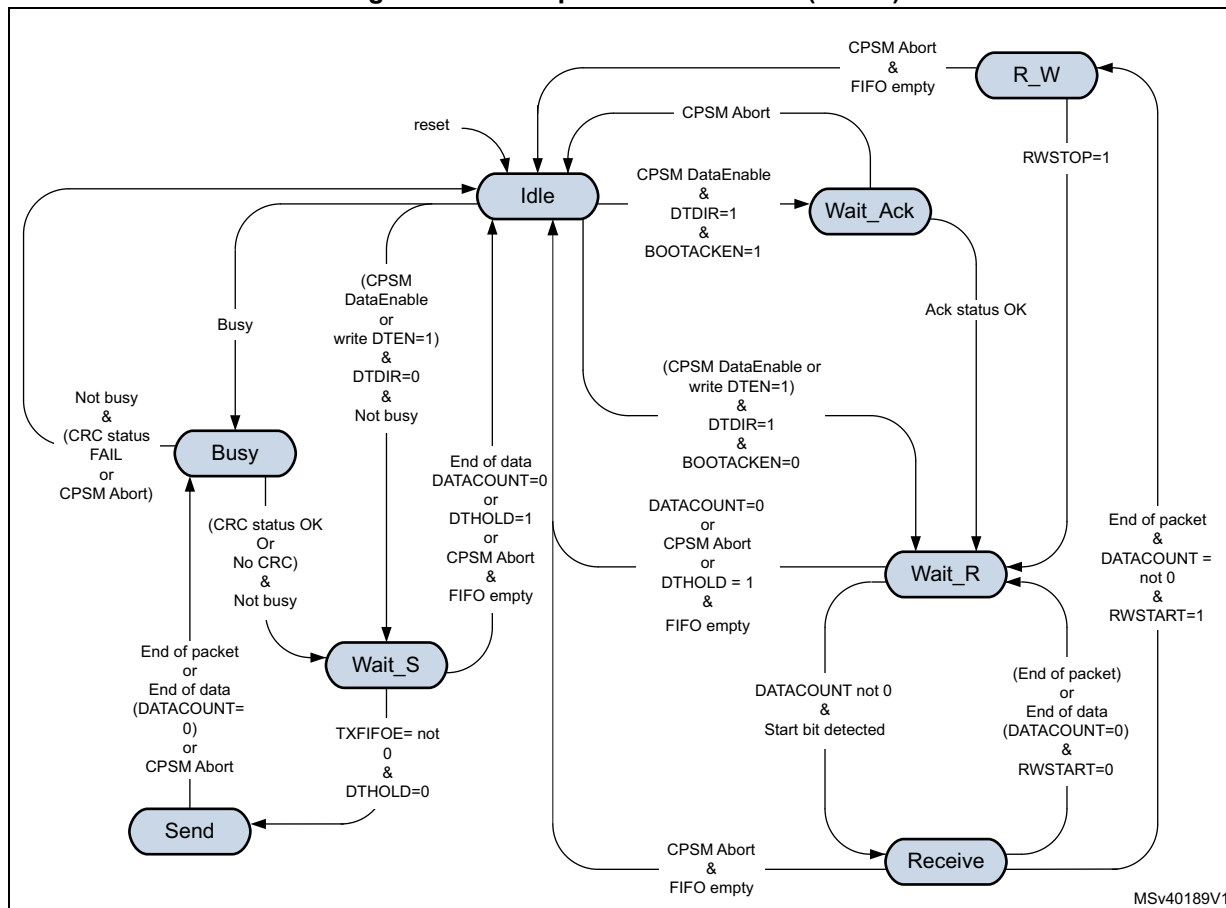 CPSM Abort
&
FIFO empty
R_W
reset
CPSM Abort
RWSTOP=1
Idle
CPSM DataEnable
&
DTDIR=1
&
BOOTACKEN=1
Wait_Ack
(CPSM
DataEnable
or
write DTEN=1)
&
DTDIR=0
&
Not busy
Busy
Ack status OK
(CPSM DataEnable or
write DTEN=1)
&
DTDIR=1
&
BOOTACKEN=0
Not busy
&
(CRC status
FAIL
or
CPSM Abort)
Busy
End of data
DATACOUNT=0
or
DTHOLD=1
or
CPSM Abort
&
FIFO empty
DATACOUNT=0
or
CPSM Abort
or
DTHOLD = 1
&
FIFO empty
Wait_R
End of packet
&
DATACOUNT =
not 0
&
RWSTART=1
(CRC status OK
Or
No CRC)
&
Not busy
Wait_S
End of packet
or
End of data
(DATACOUNT=
0)
or
CPSM Abort
TXFIFOE= not
0
&
DTHOLD=0
DATACOUNT not 0
&
Start bit detected
(End of packet)
or
End of data
(DATACOUNT=0)
&
RWSTART=0
Send
CPSM Abort
&
FIFO empty
Receive
MSv40189V1